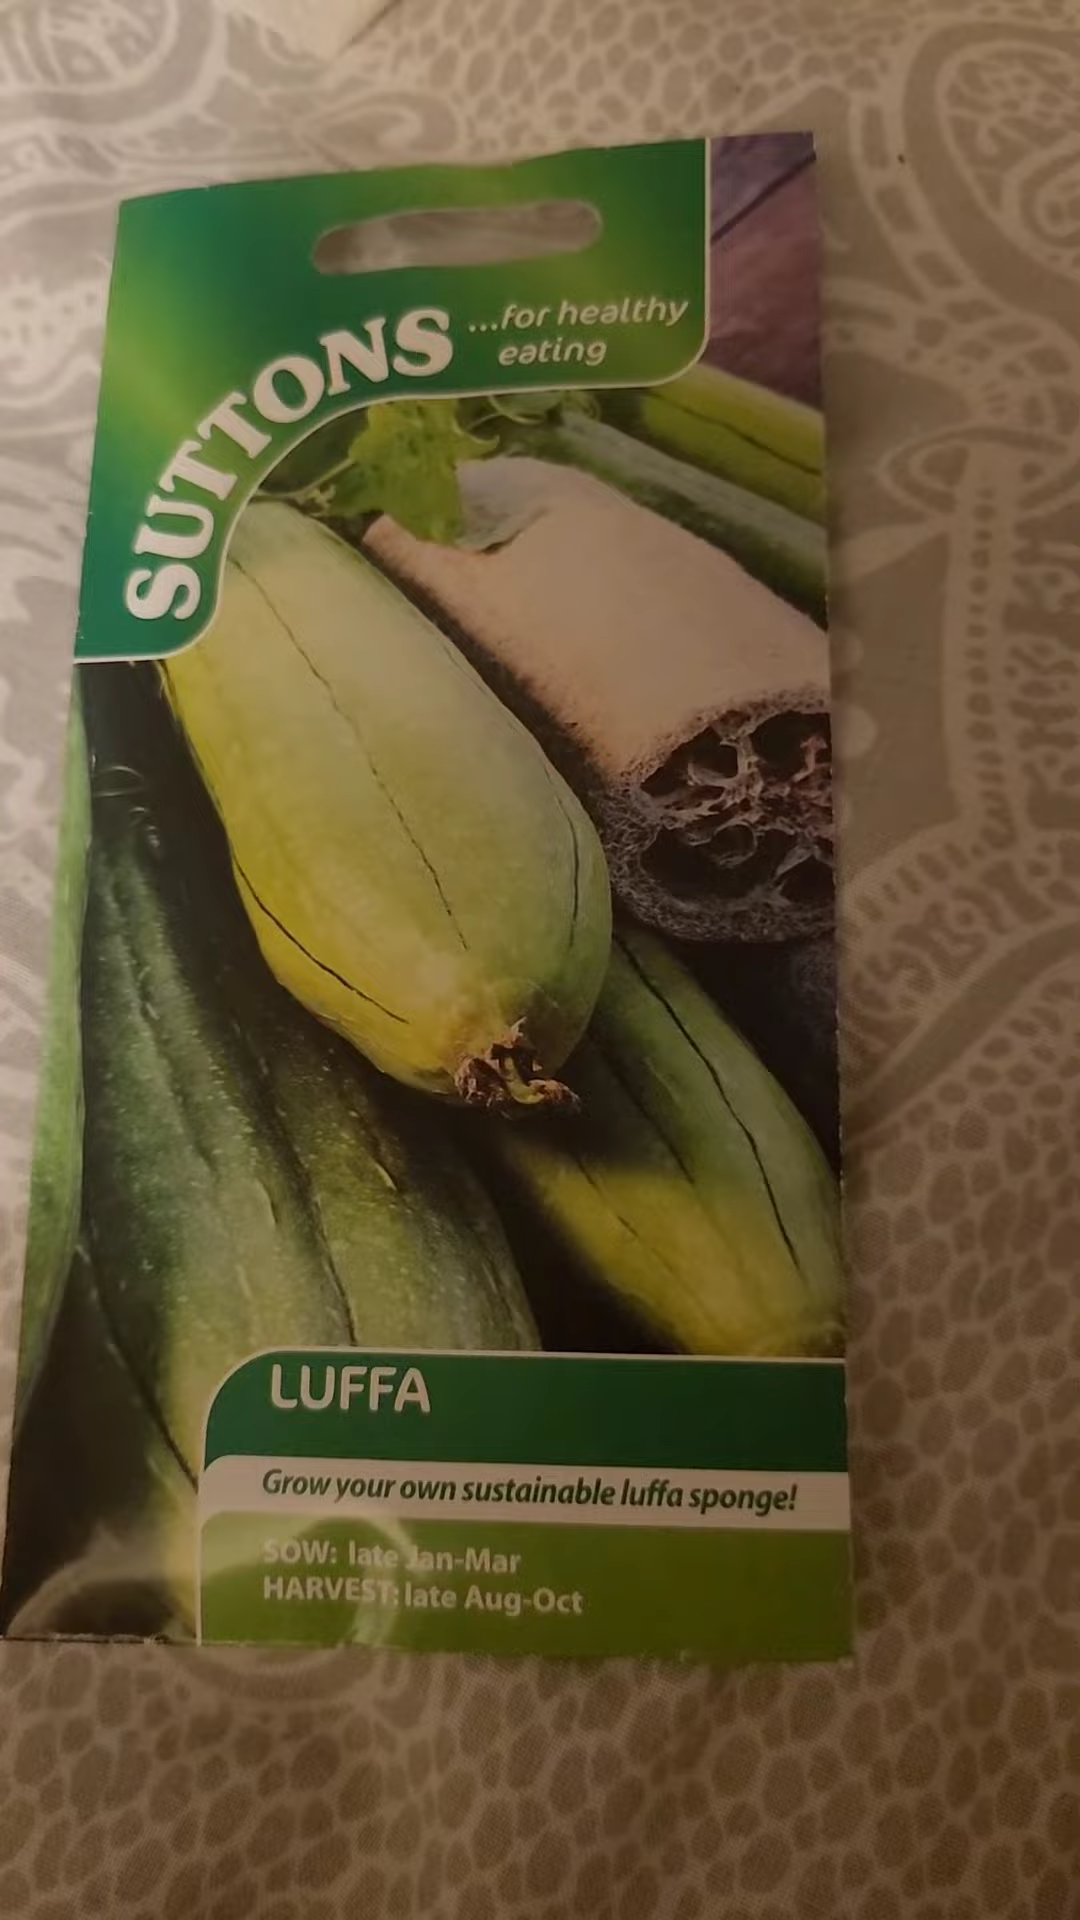 SUTTONS
...for healthy
eating
LUFFA
Grow your own sustainable luffa sponge!
SOW: late Jan-Mar
HARVEST: late Aug-Oct